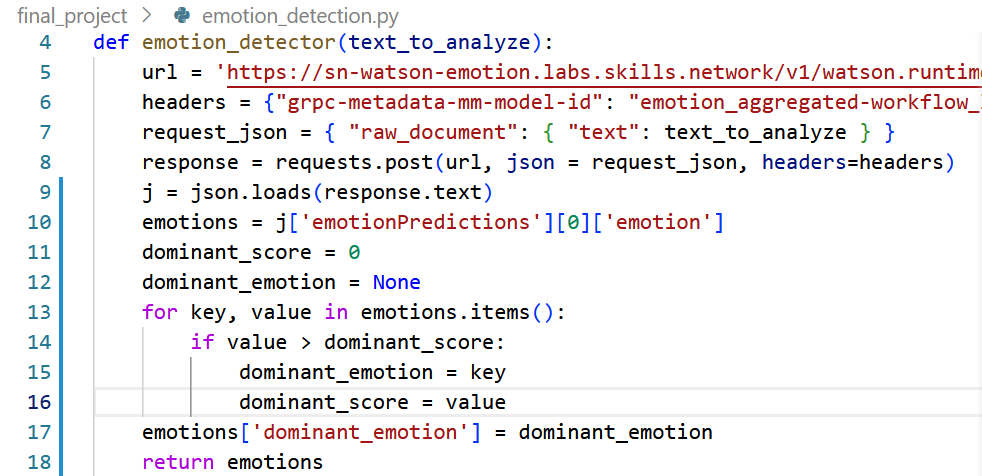 final_project > emotion_detection.py
4 def emotion_detector(text_to_analyze):
5 url = 'https://sn-watson-emotion.labs.skills.network/v1/watson.runtime
6 headers = {"grpc-metadata-mm-model-id": "emotion_aggregated-workflow_
7 request_json = { "raw_document": { "text": text_to_analyze } }
8 response = requests.post(url, json = request_json, headers=headers)
9 j = json.loads(response.text)
10 emotions = j['emotionPredictions'][0]['emotion']
11 dominant_score = 0
12 dominant_emotion = None
13 for key, value in emotions.items():
14 if value > dominant_score:
15 dominant_emotion = key
16 dominant_score = value
17 emotions['dominant_emotion'] = dominant_emotion
18 return emotions